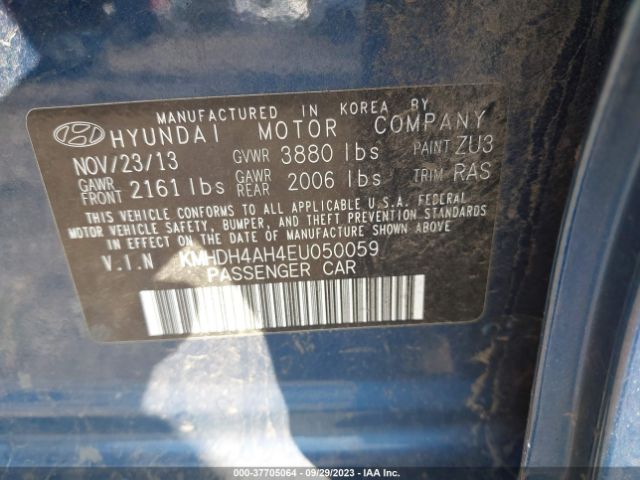 MANUFACTURED IN KOREA BY
HYUNDAI MOTOR COMPANY
NOV/23/13 GVWR 3880 lbs PAINT ZU3
GAWR FRONT 2161 lbs GAWR REAR 2006 lbs TRIM RAS
THIS VEHICLE CONFORMS TO ALL APPLICABLE U.S.A. FEDERAL
MOTOR VEHICLE SAFETY, BUMPER, AND THEFT PREVENTION STANDARDS
IN EFFECT ON THE DATE OF MANUFACTURE SHOWN ABOVE.
V.I.N KMHDH4AH4EU050059
PASSENGER CAR
000-37705064 - 09/29/2023 - IAA Inc.